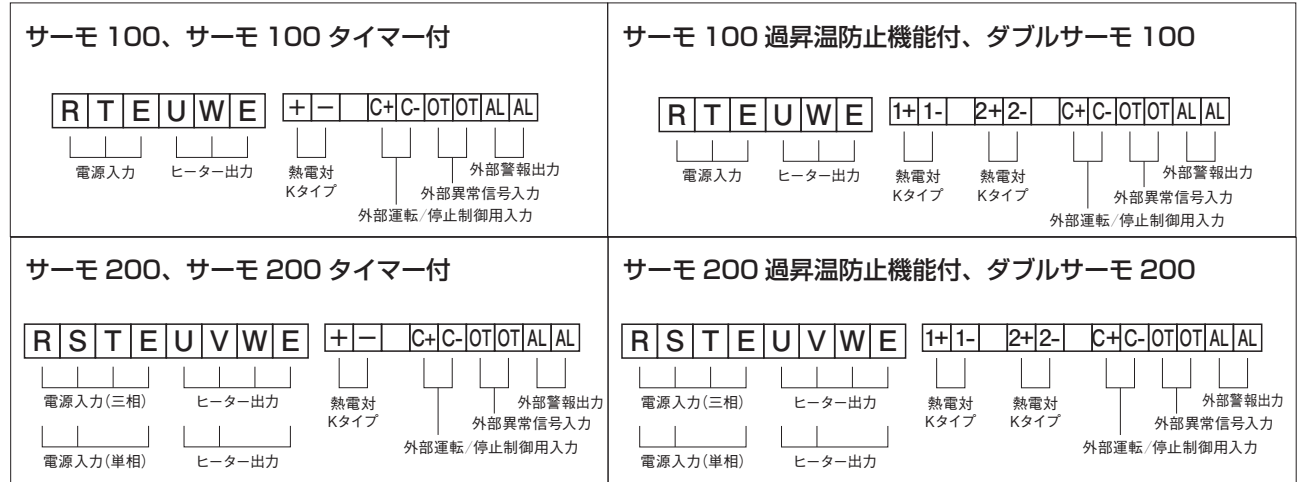 サーモ 100、サーモ 100 タイマー付
R T E U W E + − C+ C- OT OT AL AL
電源入力 ヒーター出力 熱電対 Kタイプ 外部警報出力
外部異常信号入力
外部運転/停止制御用入力
サーモ 100 過昇温防止機能付、ダブルサーモ 100
R T E U W E 1+ 1- 2+ 2- C+ C- OT OT AL AL
電源入力 ヒーター出力 熱電対 Kタイプ 熱電対 Kタイプ 外部警報出力
外部異常信号入力
外部運転/停止制御用入力
サーモ 200、サーモ 200 タイマー付
R S T E U V W E + − C+ C- OT OT AL AL
電源入力(三相) ヒーター出力 熱電対 Kタイプ 外部警報出力
外部異常信号入力
外部運転/停止制御用入力
電源入力(単相) ヒーター出力
サーモ 200 過昇温防止機能付、ダブルサーモ 200
R S T E U V W E 1+ 1- 2+ 2- C+ C- OT OT AL AL
電源入力(三相) ヒーター出力 熱電対 Kタイプ 熱電対 Kタイプ 外部警報出力
外部異常信号入力
外部運転/停止制御用入力
電源入力(単相) ヒーター出力